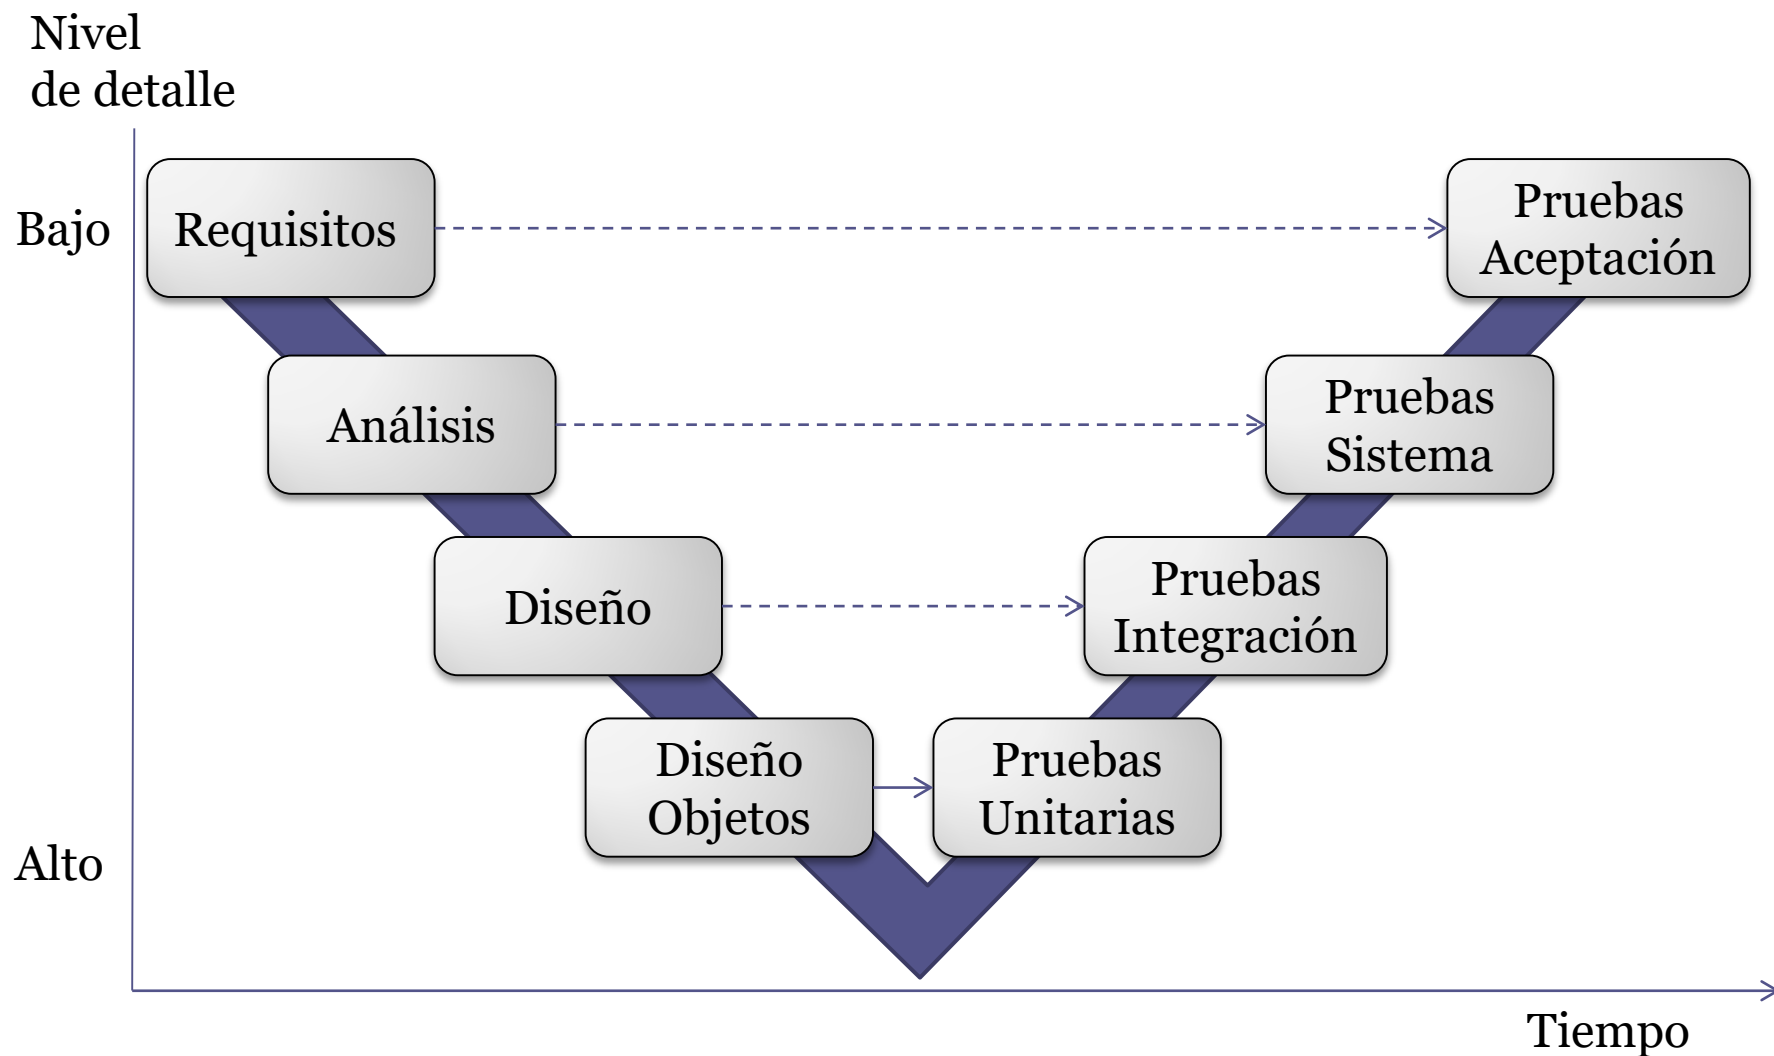 Nivel
de detalle
Bajo
Requisitos
Pruebas
Aceptación
Análisis
Pruebas
Sistema
Diseño
Pruebas
Integración
Diseño
Objetos
Pruebas
Unitarias
Alto
Tiempo